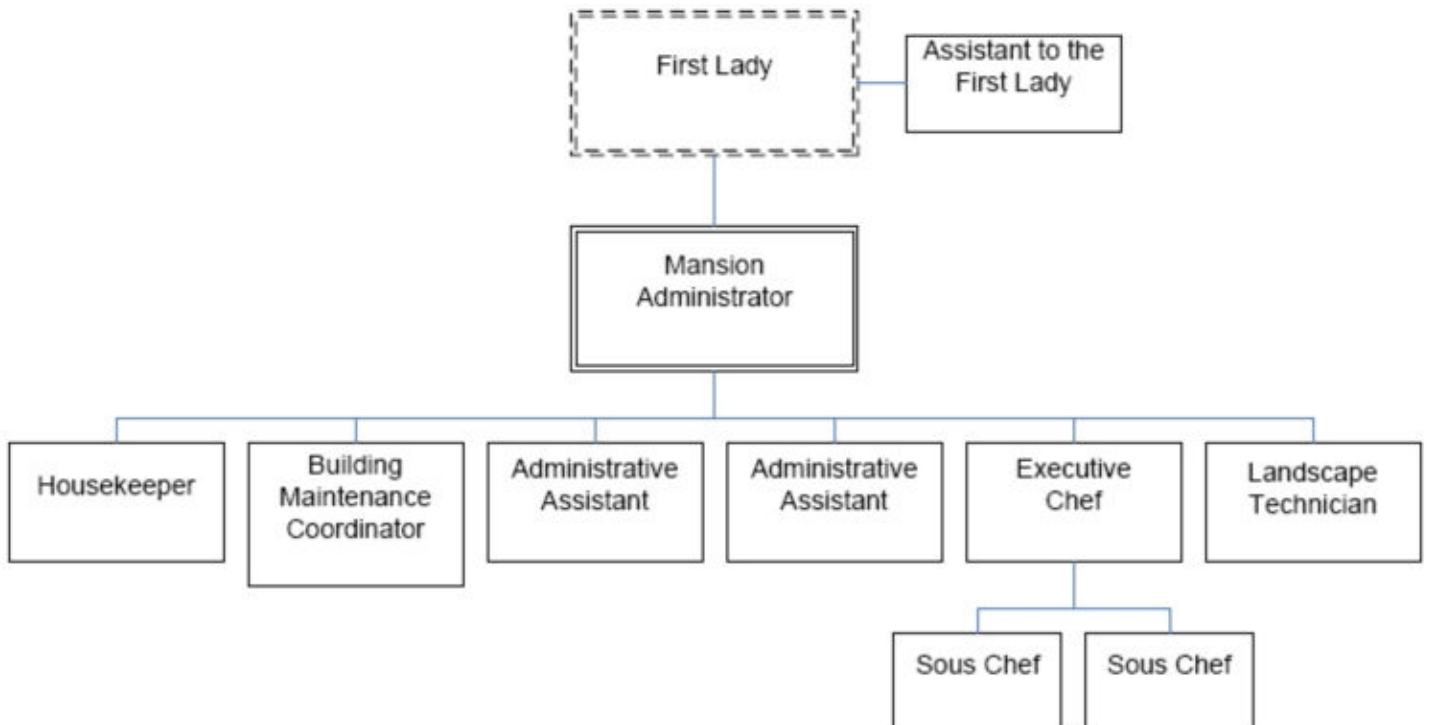 First Lady
Assistant to the
First Lady
Mansion
Administrator
Housekeeper
Building
Maintenance
Coordinator
Administrative
Assistant
Administrative
Assistant
Executive
Chef
Landscape
Technician
Sous Chef
Sous Chef